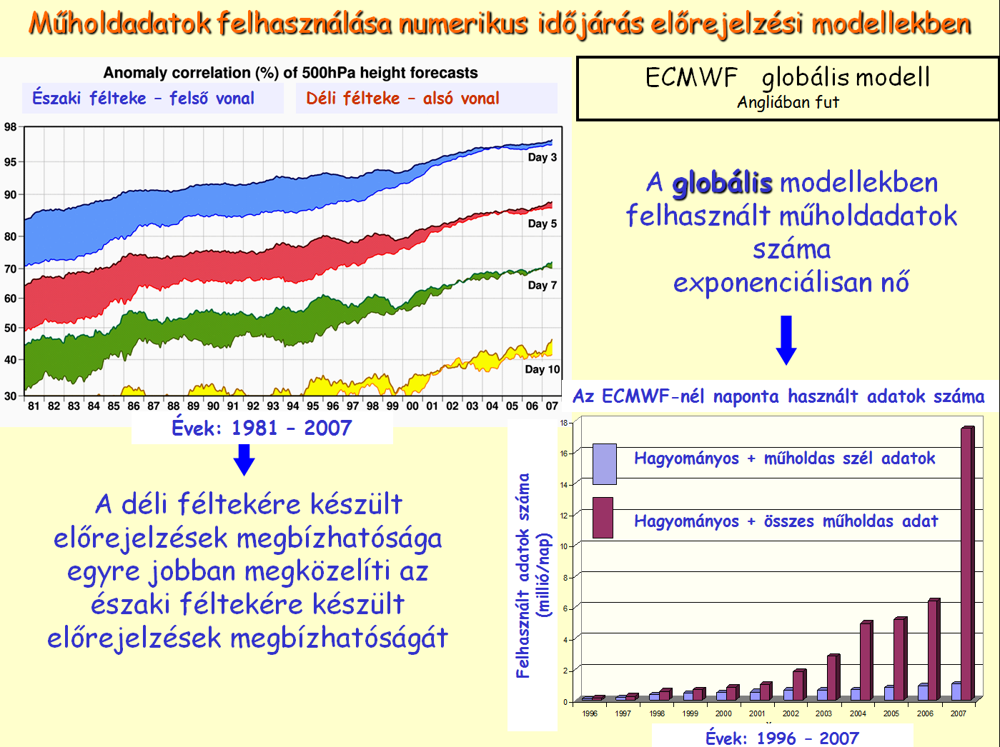 Műholdadatok felhasználása numerikus időjárás előrejelzési modellekben
Anomaly correlation (%) of 500hPa height forecasts
Északi félteke – felső vonal
Déli félteke – alsó vonal
98
95
90
80
70
60
50
40
30
Day 3
Day 5
Day 7
Day 10
81 82 83 84 85 86 87 88 89 90 91 92 93 94 95 96 97 98 99 00 01 02 03 04 05 06 07
Évek: 1981 – 2007
A déli féltekére készült
előrejelzések megbízhatósága
egyre jobban megközelíti az
északi féltekére készült
előrejelzések megbízhatóságát
ECMWF globális modell
Angliában fut
A globális modellekben
felhasznált műholdadatok
száma
exponenciálisan nő
Az ECMWF-nél naponta használt adatok száma
Felhasznált adatok száma
(millió/nap)
18
16
14
12
10
8
6
4
2
0
Hagyományos + műholdas szél adatok
Hagyományos + összes műholdas adat
1996 1997 1998 1999 2000 2001 2002 2003 2004 2005 2006 2007
Évek: 1996 – 2007